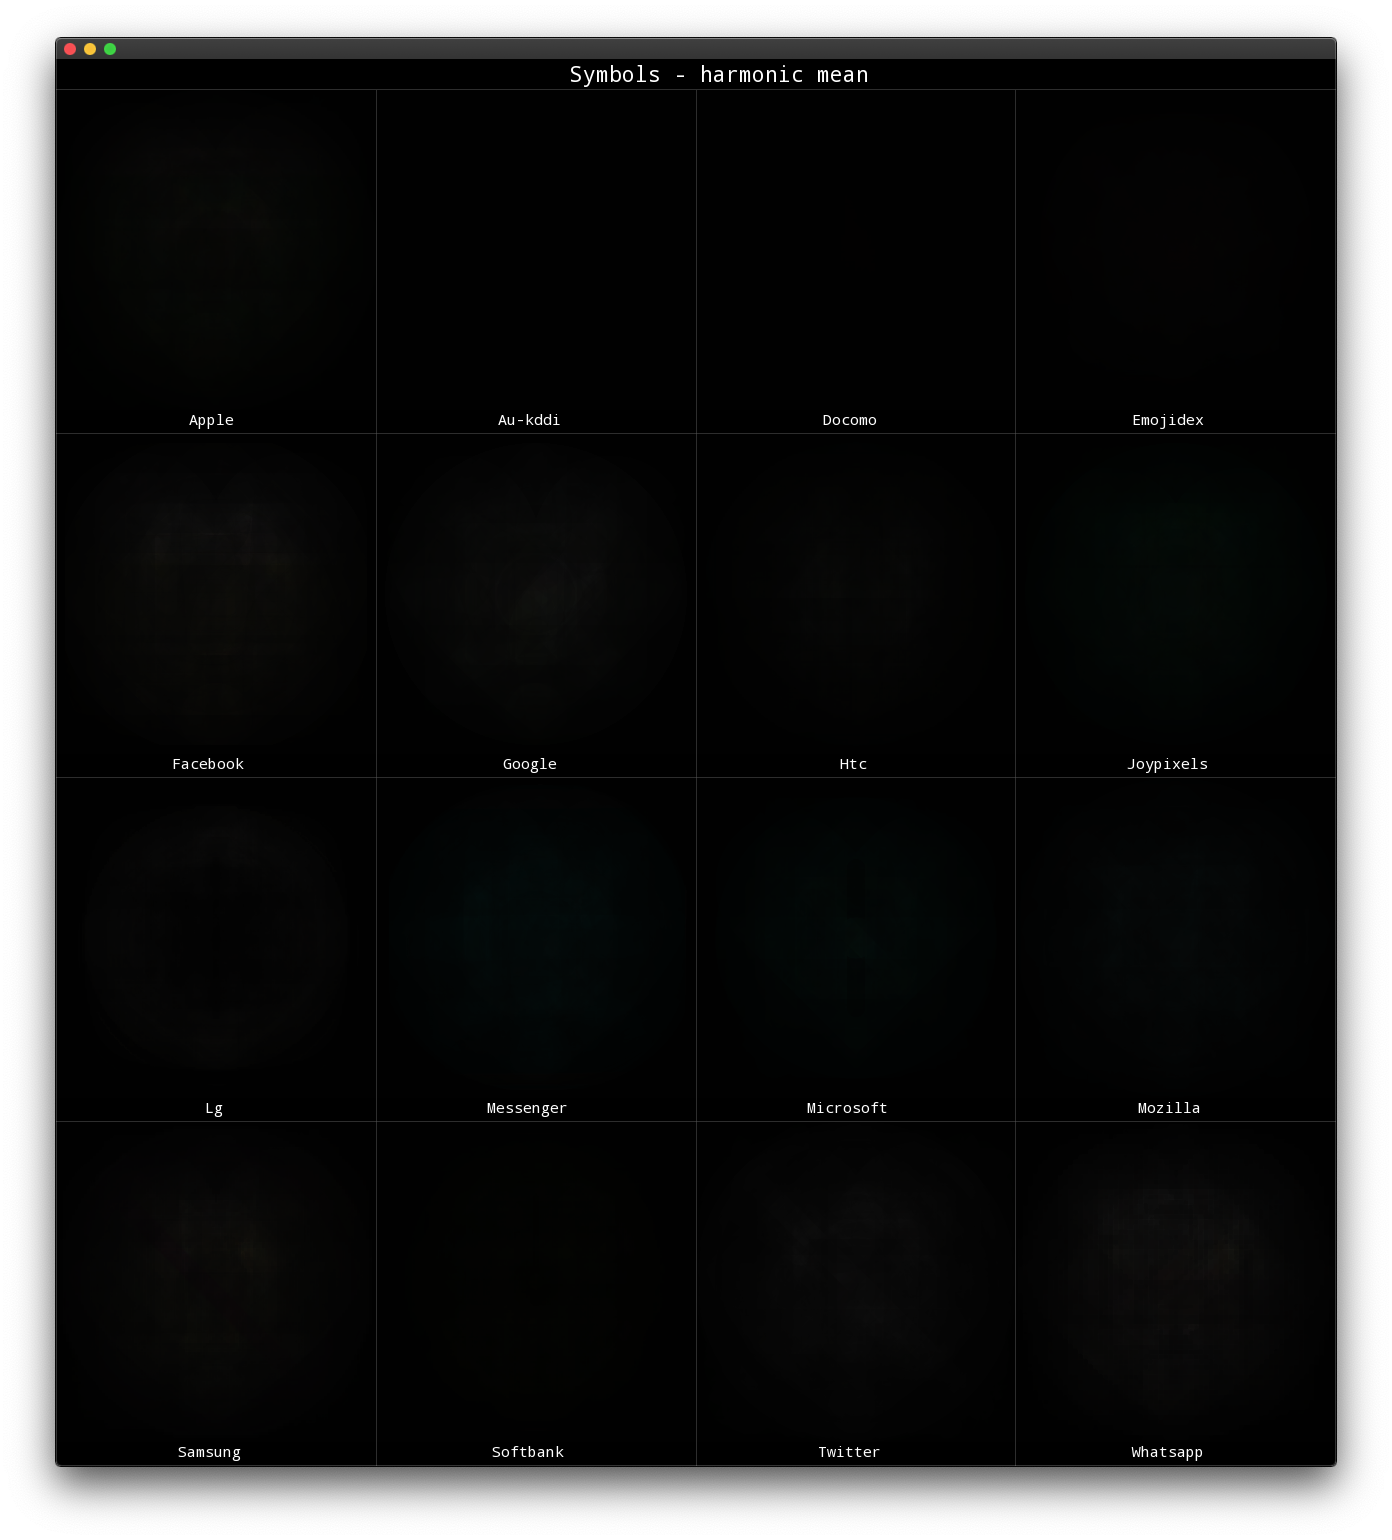 Symbols - harmonic mean
Apple
Au-kddi
Docomo
Emojidex
Facebook
Google
Htc
Joypixels
Lg
Messenger
Microsoft
Mozilla
Samsung
Softbank
Twitter
Whatsapp